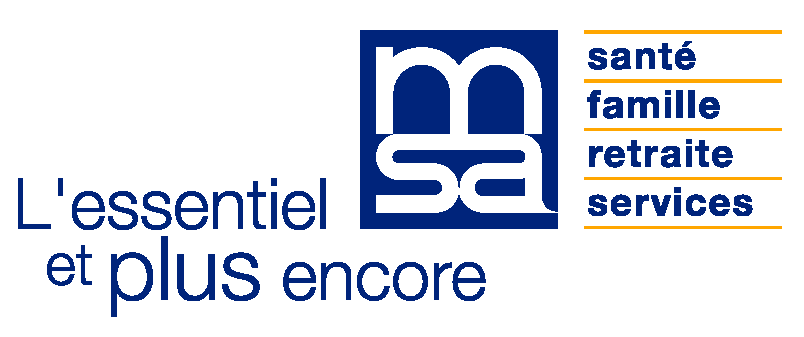 msa
santé
famille
retraite
services
L'essentiel
et plus encore